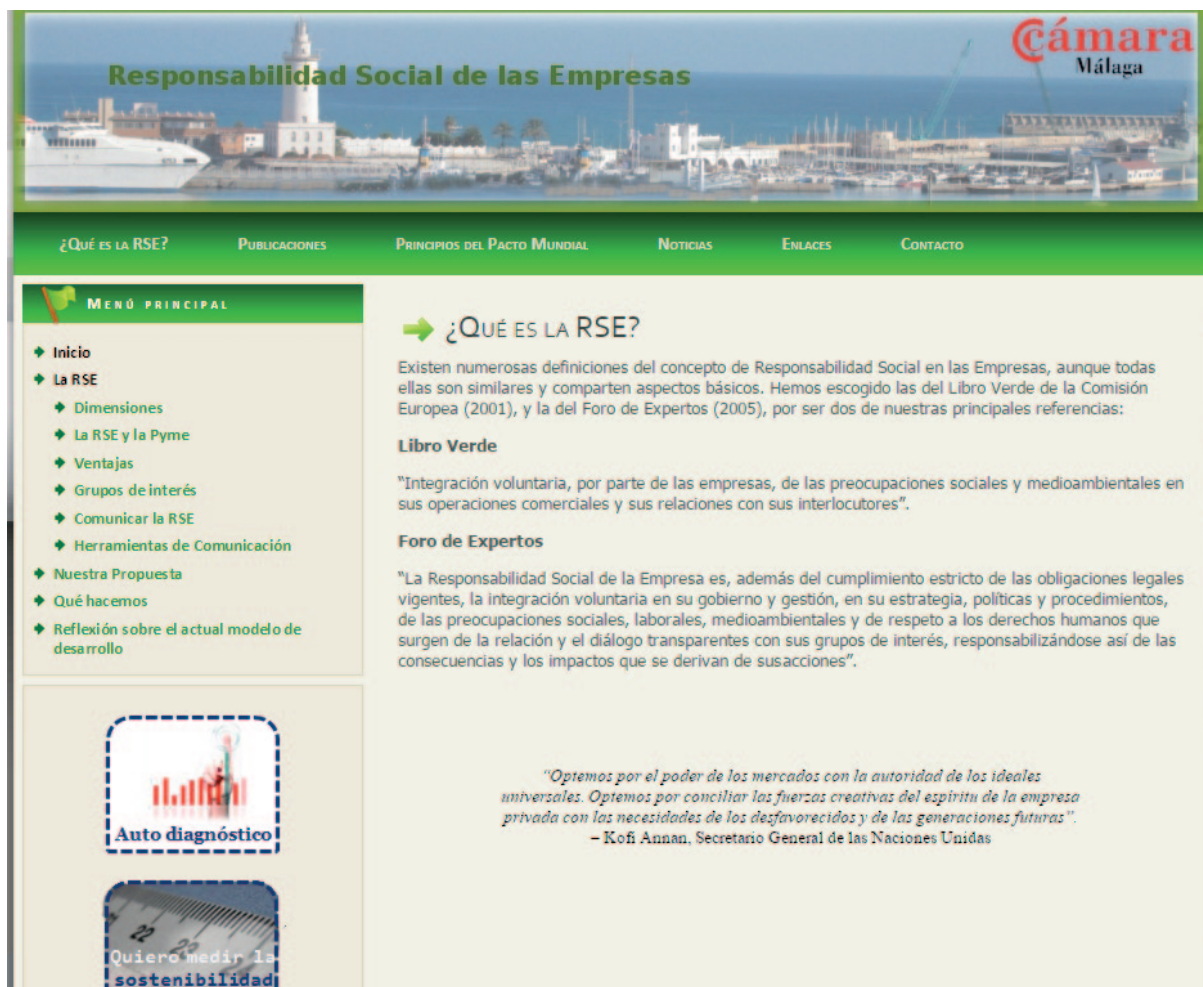 Responsabilidad Social de las Empresas
Cámara
Málaga
¿Qué es la RSE? Publicaciones Principios del Pacto Mundial Noticias Enlaces Contacto
Menú principal
Inicio
La RSE
Dimensiones
La RSE y la Pyme
Ventajas
Grupos de interés
Comunicar la RSE
Herramientas de Comunicación
Nuestra Propuesta
Qué hacemos
Reflexión sobre el actual modelo de
desarrollo
Auto diagnóstico
22 23
Quiero medir la
sostenibilidad
¿Qué es la RSE?
Existen numerosas definiciones del concepto de Responsabilidad Social en las Empresas, aunque todas
ellas son similares y comparten aspectos básicos. Hemos escogido las del Libro Verde de la Comisión
Europea (2001), y la del Foro de Expertos (2005), por ser dos de nuestras principales referencias:
Libro Verde
“Integración voluntaria, por parte de las empresas, de las preocupaciones sociales y medioambientales en
sus operaciones comerciales y sus relaciones con sus interlocutores”.
Foro de Expertos
“La Responsabilidad Social de la Empresa es, además del cumplimiento estricto de las obligaciones legales
vigentes, la integración voluntaria en su gobierno y gestión, en su estrategia, políticas y procedimientos,
de las preocupaciones sociales, laborales, medioambientales y de respeto a los derechos humanos que
surgen de la relación y el diálogo transparentes con sus grupos de interés, responsabilizándose así de las
consecuencias y los impactos que se derivan de susacciones”.
“Optemos por el poder de los mercados con la autoridad de los ideales
universales. Optemos por conciliar las fuerzas creativas del espíritu de la empresa
privada con las necesidades de los desfavorecidos y de las generaciones futuras”.
– Kofi Annan, Secretario General de las Naciones Unidas